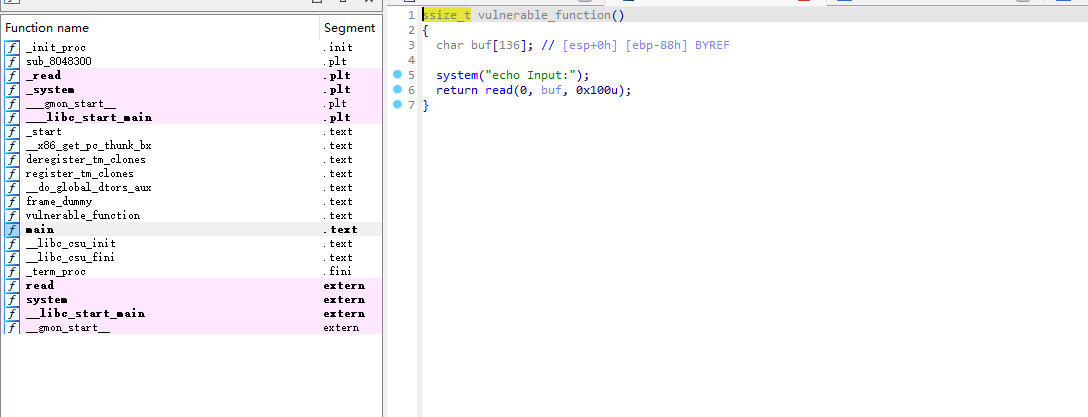 Function name Segment
_init_proc .init
sub_8048300 .plt
_read .plt
_system .plt
___gmon_start__ .plt
___libc_start_main .plt
_start .text
__x86_get_pc_thunk_bx .text
deregister_tm_clones .text
register_tm_clones .text
__do_global_dtors_aux .text
frame_dummy .text
vulnerable_function .text
main .text
__libc_csu_init .text
__libc_csu_fini .text
_term_proc .fini
read extern
system extern
__libc_start_main extern
__gmon_start__ extern
1 ssize_t vulnerable_function()
2 {
3 char buf[136]; // [esp+0h] [ebp-88h] BYREF
4
5 system("echo Input:");
6 return read(0, buf, 0x100u);
7 }